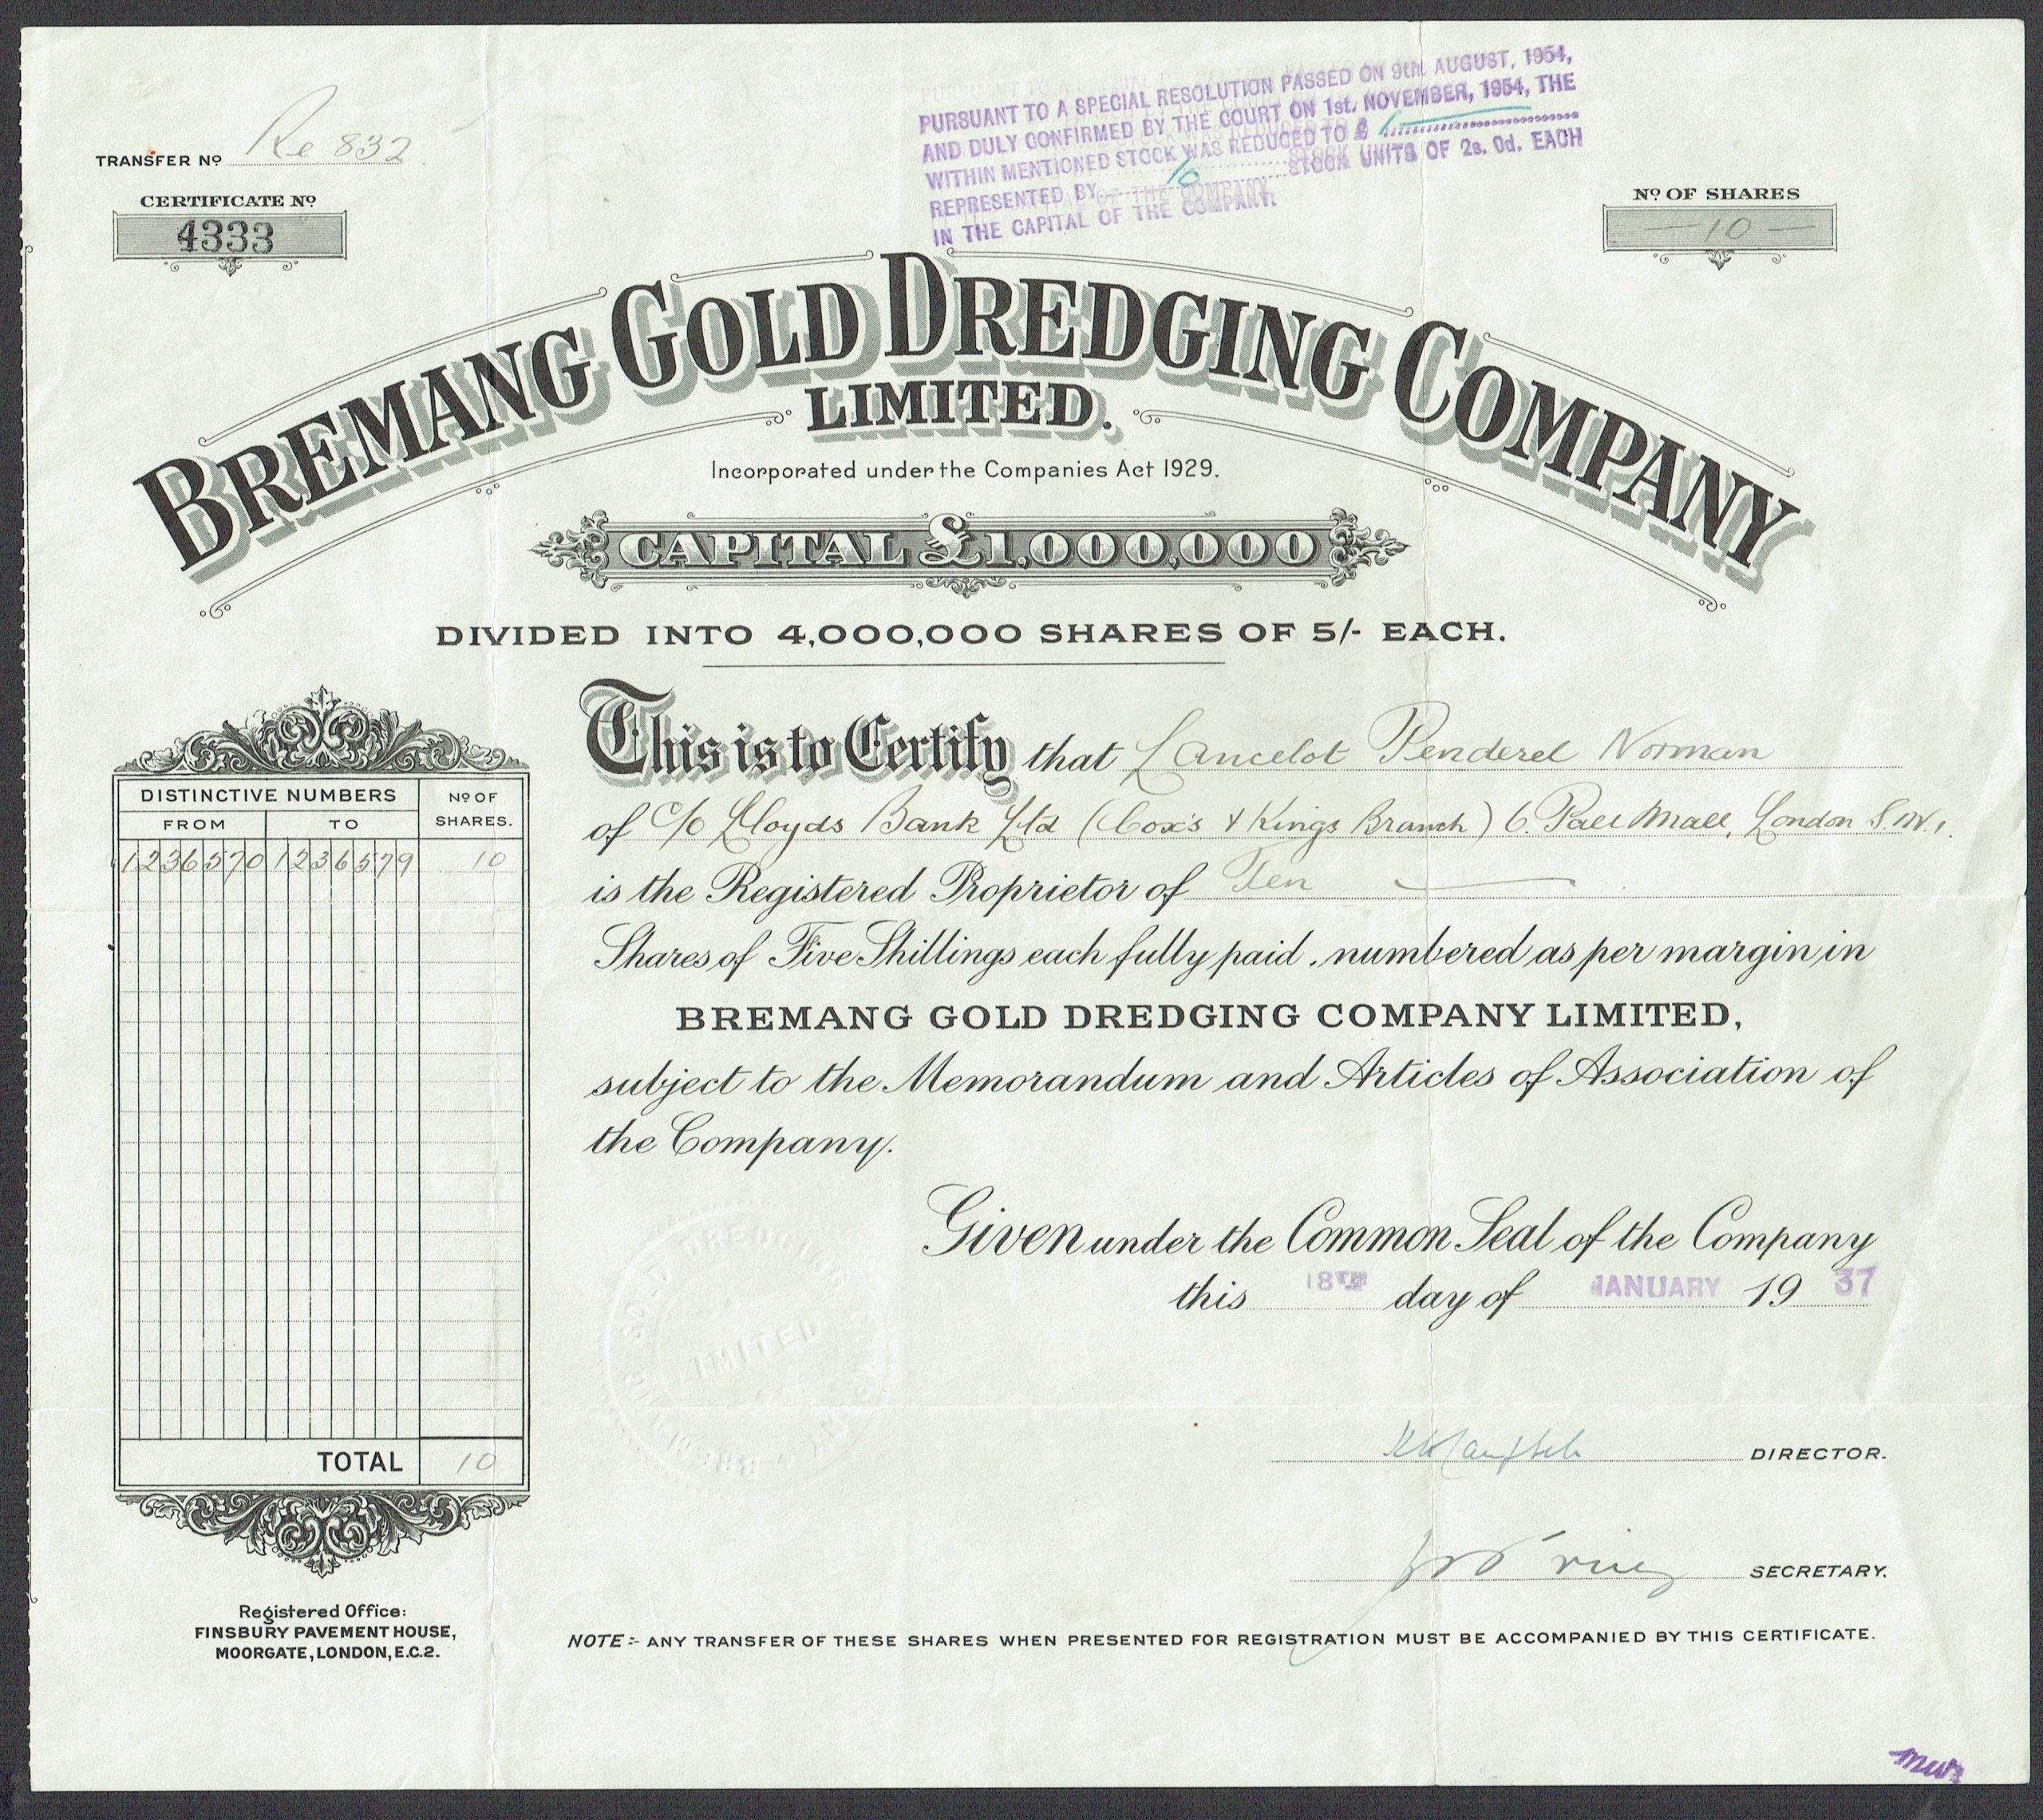 PURSUANT TO A SPECIAL RESOLUTION PASSED ON 9th. AUGUST, 1954,
AND DULY CONFIRMED BY THE COURT ON 1st. NOVEMBER, 1954, THE
WITHIN MENTIONED STOCK WAS REDUCED TO £ 1
REPRESENTED BY 10 STOCK UNITS OF 2s. 0d. EACH
IN THE CAPITAL OF THE COMPANY.
TRANSFER No Re 832
CERTIFICATE No
4333
No OF SHARES
— 10 —
BREMANG GOLD DREDGING COMPANY
LIMITED.
Incorporated under the Companies Act 1929.
CAPITAL £1,000,000
DIVIDED INTO 4,000,000 SHARES OF 5/- EACH.
This is to Certify that Lancelot Penderel Norman
of c/o Lloyds Bank Ltd (Cox's & Kings Branch) 6. Pall Mall, London S.W.1.
is the Registered Proprietor of Ten
Shares of Five Shillings each fully paid, numbered as per margin in
BREMANG GOLD DREDGING COMPANY LIMITED,
subject to the Memorandum and Articles of Association of
the Company.
Given under the Common Seal of the Company
this 18TH day of JANUARY 19 37
DISTINCTIVE NUMBERS No OF SHARES.
FROM TO
1236570 1236579 10
TOTAL 10
BREMANG GOLD DREDGING COMPANY
LIMITED
DIRECTOR.
SECRETARY.
Registered Office:
FINSBURY PAVEMENT HOUSE,
MOORGATE, LONDON, E.C.2.
NOTE:- ANY TRANSFER OF THESE SHARES WHEN PRESENTED FOR REGISTRATION MUST BE ACCOMPANIED BY THIS CERTIFICATE.